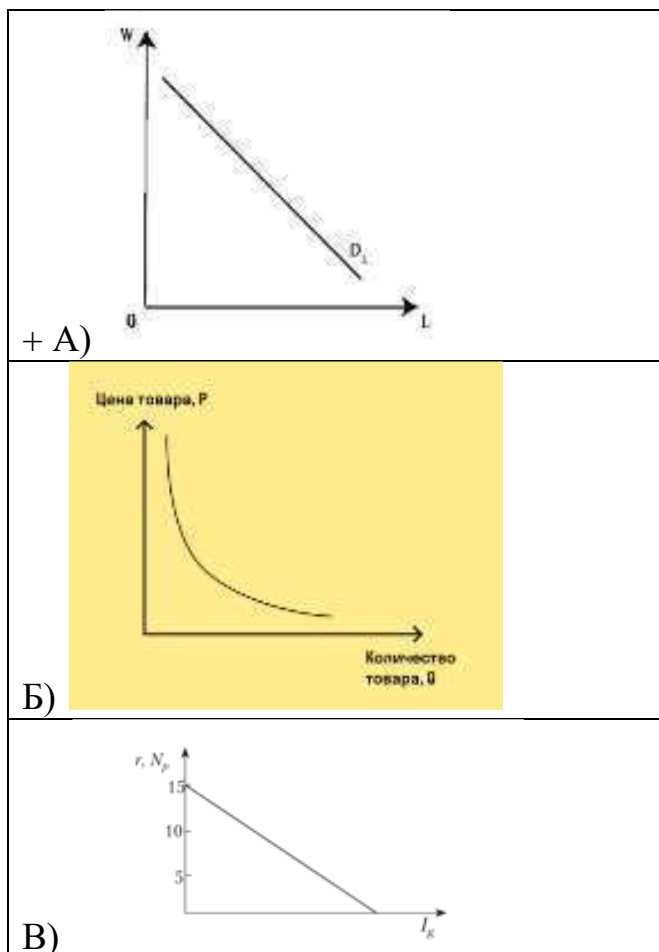 W
D_L
0 L
+ А)
Цена товара, P
Количество
товара, Q
Б)
r, N_p
15
10
5
I_g
В)